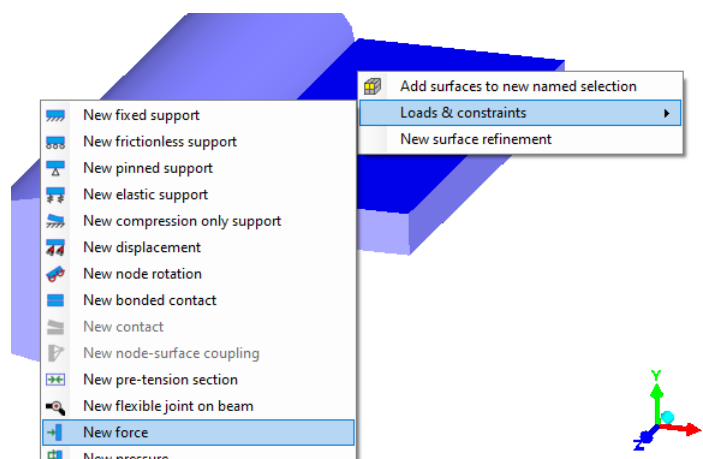 Add surfaces to new named selection
Loads & constraints
New surface refinement
New fixed support
New frictionless support
New pinned support
New elastic support
New compression only support
New displacement
New node rotation
New bonded contact
New contact
New node-surface coupling
New pre-tension section
New flexible joint on beam
New force
New pressure
Y
Z